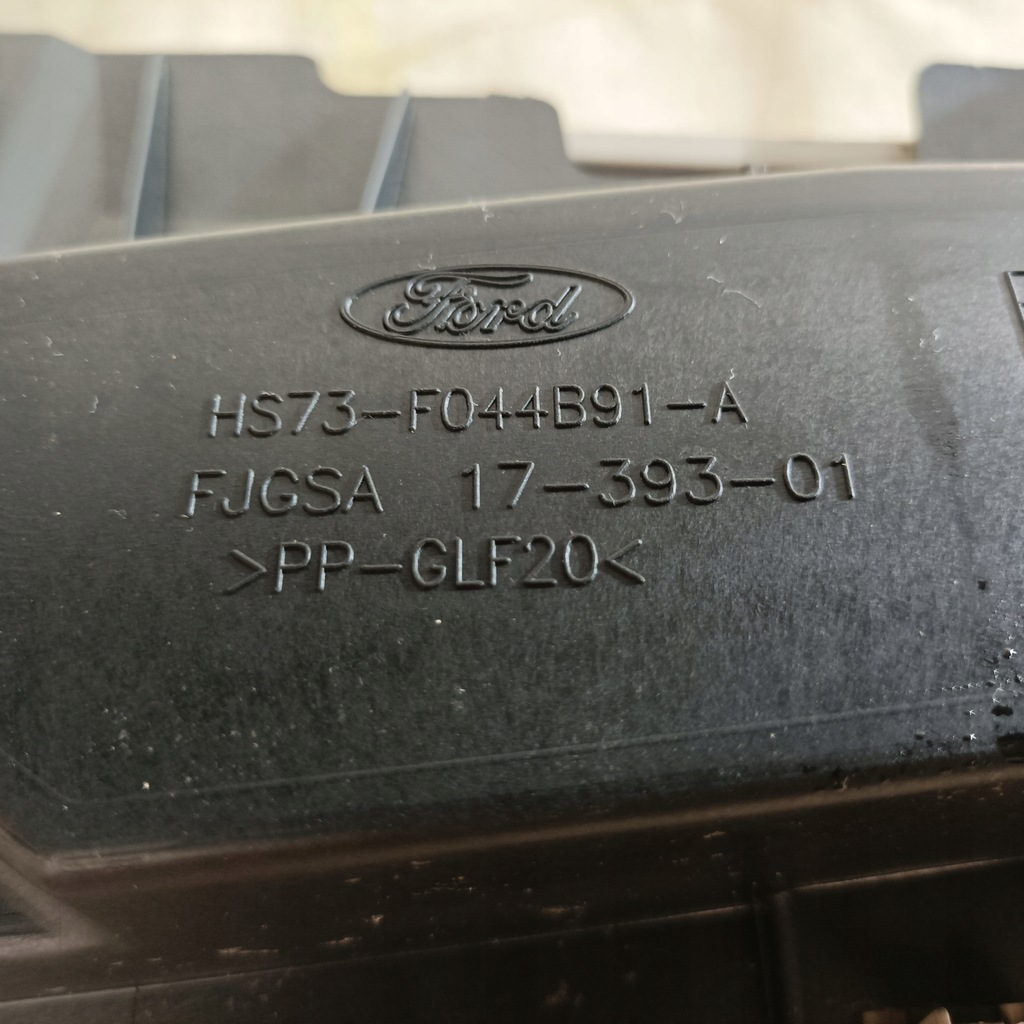 Ford
HS73-F044B91-A
FJGSA 17-393-01
>PP-GLF20<